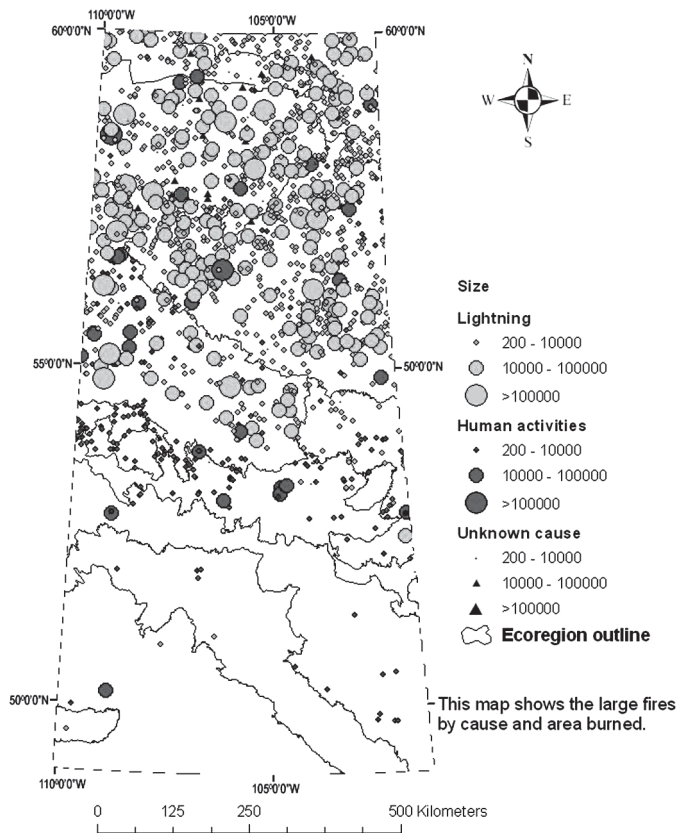 110°0'0"W
105°0'0"W
60°0'0"N
60°0'0"N
N
W
E
S
Size
Lightning
200 - 10000
10000 - 100000
>100000
55°0'0"N
50°0'0"N
Human activities
200 - 10000
10000 - 100000
>100000
Unknown cause
200 - 10000
10000 - 100000
>100000
Ecoregion outline
50°0'0"N
This map shows the large fires
by cause and area burned.
110°0'0"W
105°0'0"W
0 125 250 500 Kilometers